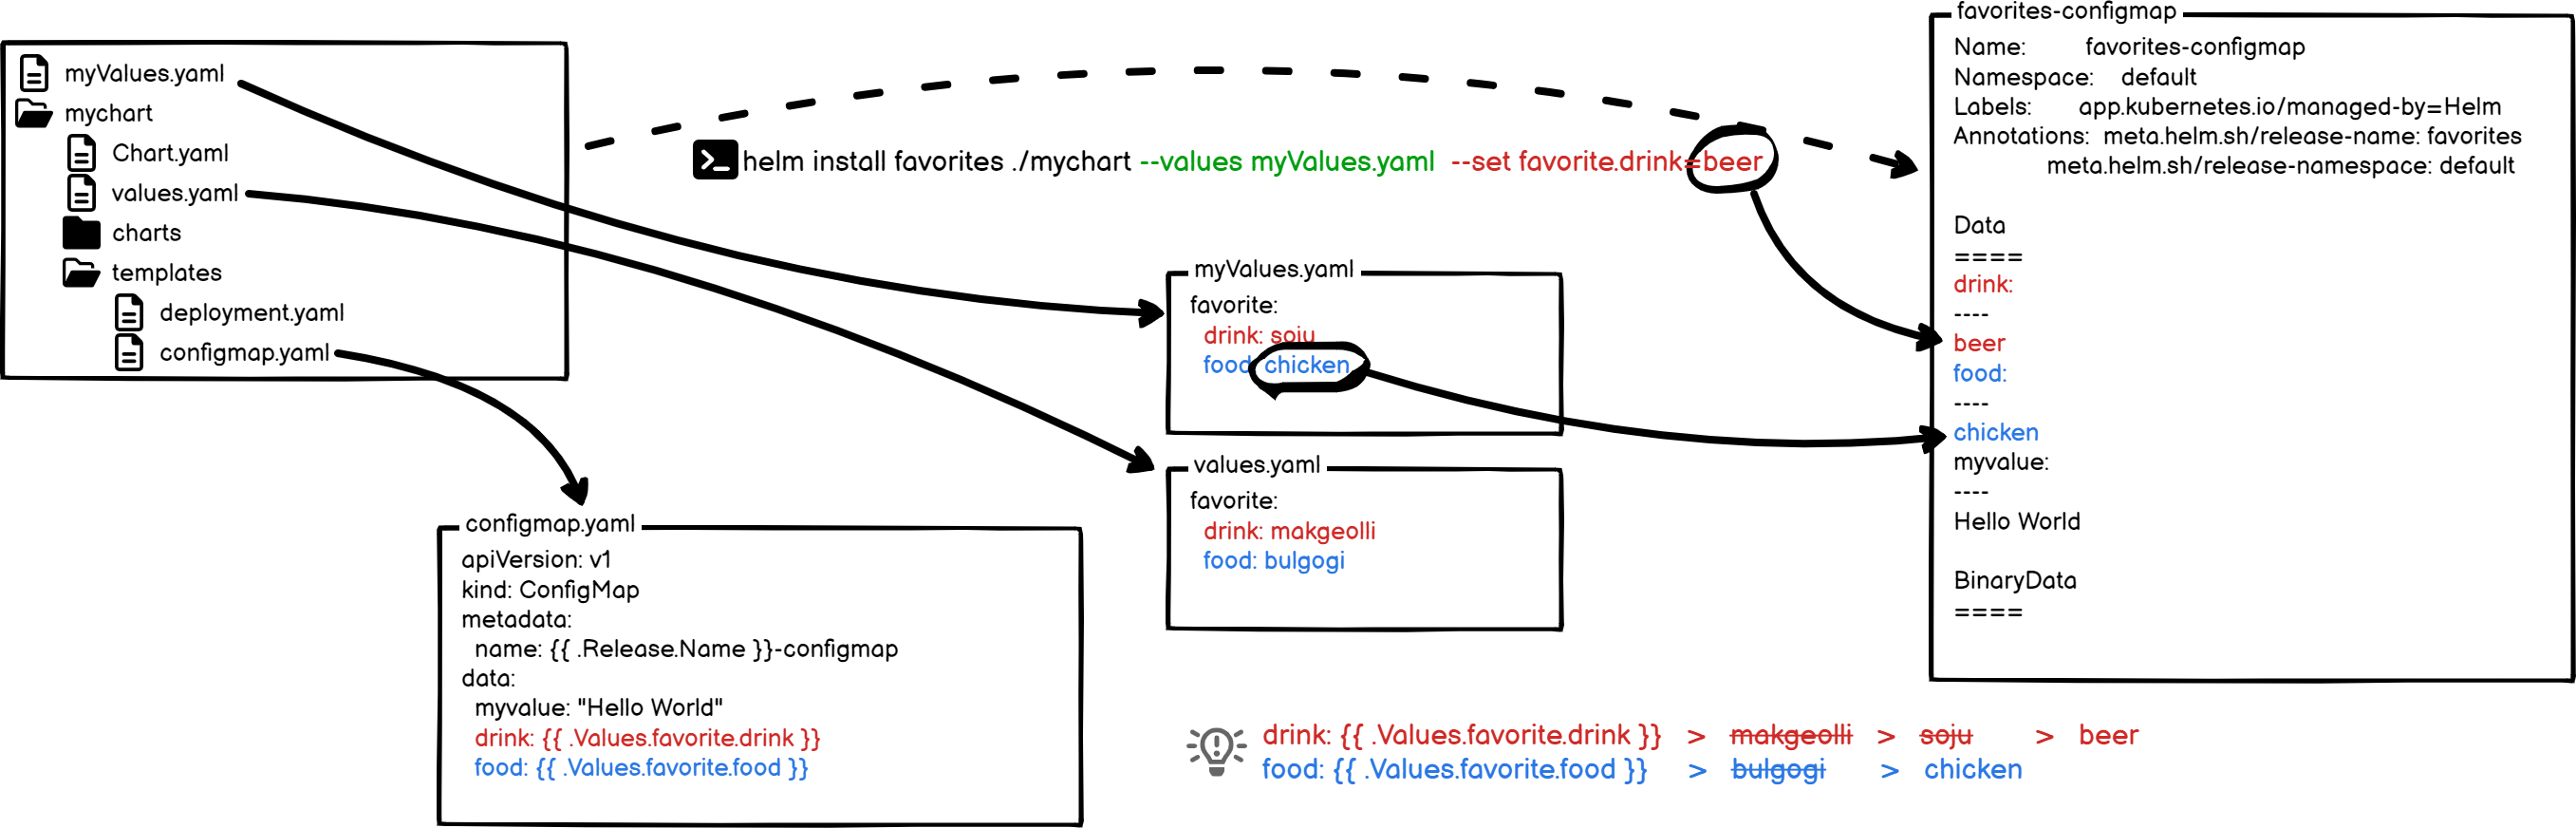 myValues.yaml
mychart
Chart.yaml
values.yaml
charts
templates
deployment.yaml
configmap.yaml
helm install favorites ./mychart --values myValues.yaml --set favorite.drink=beer
myValues.yaml
favorite:
drink: soju
food: chicken
values.yaml
favorite:
drink: makgeolli
food: bulgogi
configmap.yaml
apiVersion: v1
kind: ConfigMap
metadata:
name: {{ .Release.Name }}-configmap
data:
myvalue: "Hello World"
drink: {{ .Values.favorite.drink }}
food: {{ .Values.favorite.food }}
favorites-configmap
Name: favorites-configmap
Namespace: default
Labels: app.kubernetes.io/managed-by=Helm
Annotations: meta.helm.sh/release-name: favorites
meta.helm.sh/release-namespace: default
Data
====
drink:
----
beer
food:
----
chicken
myvalue:
----
Hello World
BinaryData
====
drink: {{ .Values.favorite.drink }} > makgeolli > soju > beer
food: {{ .Values.favorite.food }} > bulgogi > chicken